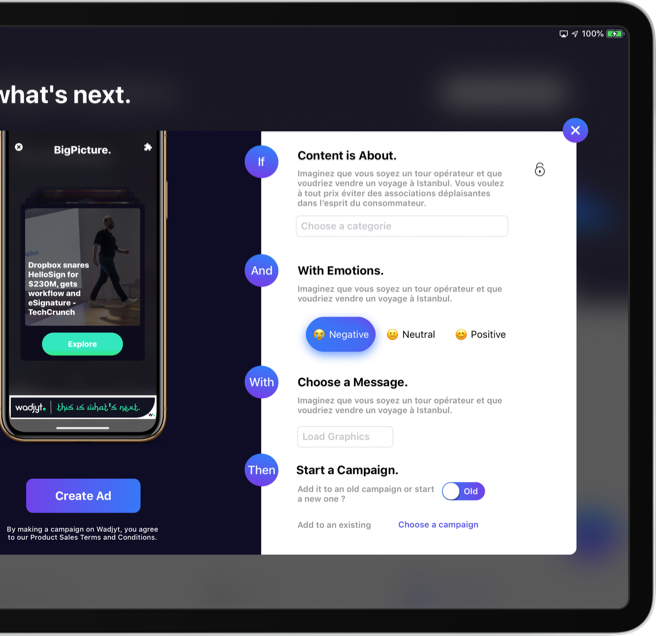 100%
what's next.
BigPicture.
Dropbox snares
HelloSign for
$230M, gets
workflow and
eSignature -
TechCrunch
Explore
wadjyt. this is what's next.
Create Ad
By making a campaign on Wadjyt, you agree
to our Product Sales Terms and Conditions.
If
Content is About.
Imaginez que vous soyez un tour opérateur et que
voudriez vendre un voyage à Istanbul. Vous voulez
à tout prix éviter des associations déplaisantes
dans l'esprit du consommateur.
Choose a categorie
And
With Emotions.
Imaginez que vous soyez un tour opérateur et que
voudriez vendre un voyage à Istanbul.
Negative
Neutral
Positive
With
Choose a Message.
Imaginez que vous soyez un tour opérateur et que
voudriez vendre un voyage à Istanbul.
Load Graphics
Then
Start a Campaign.
Add it to an old campaign or start
a new one ?
Old
Add to an existing
Choose a campaign